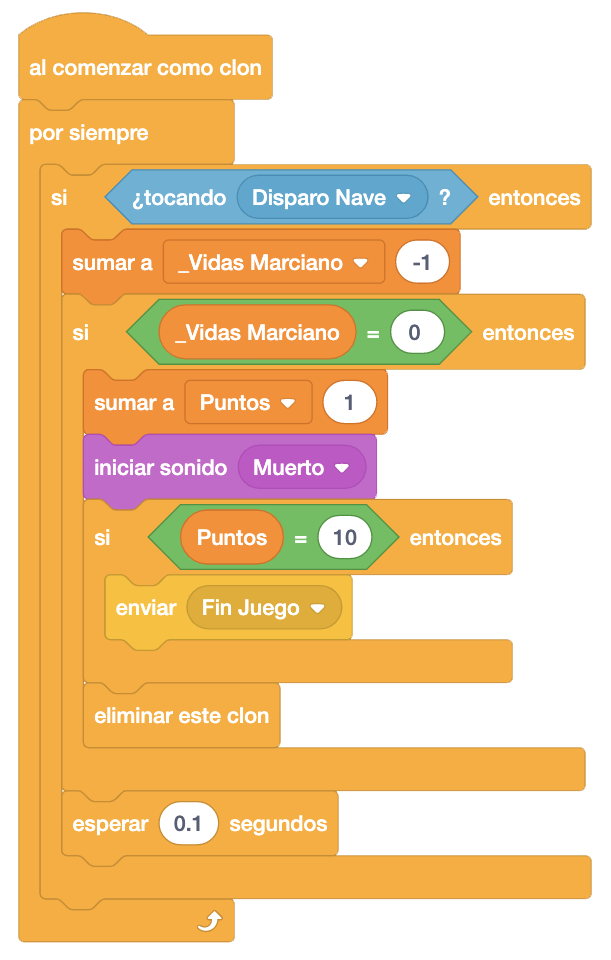 al comenzar como clon
por siempre
si ¿tocando Disparo Nave ? entonces
sumar a _Vidas Marciano -1
si _Vidas Marciano = 0 entonces
sumar a Puntos 1
iniciar sonido Muerto
si Puntos = 10 entonces
enviar Fin Juego
eliminar este clon
esperar 0.1 segundos